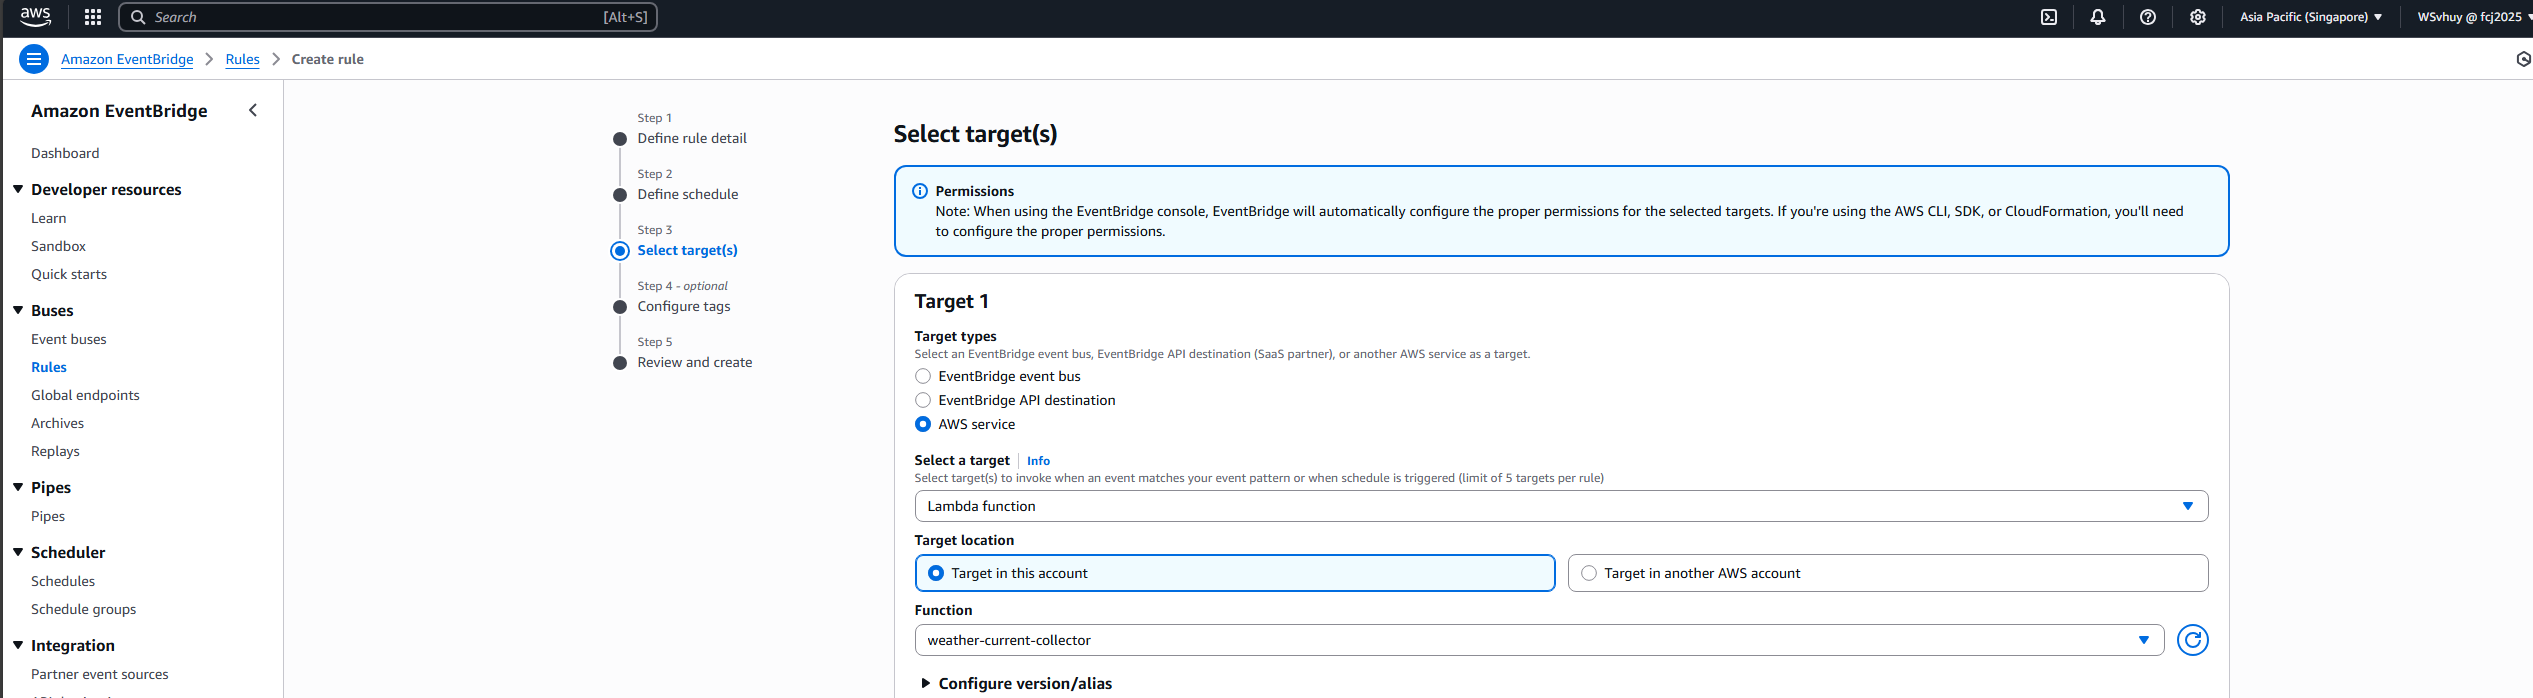 aws
Search
[Alt+S]
Asia Pacific (Singapore)
WSvhuy @ fcj2025
Amazon EventBridge
Rules
Create rule
Amazon EventBridge
Dashboard
Developer resources
Learn
Sandbox
Quick starts
Buses
Event buses
Rules
Global endpoints
Archives
Replays
Pipes
Pipes
Scheduler
Schedules
Schedule groups
Integration
Partner event sources
Step 1
Define rule detail
Step 2
Define schedule
Step 3
Select target(s)
Step 4 - optional
Configure tags
Step 5
Review and create
Select target(s)
Permissions
Note: When using the EventBridge console, EventBridge will automatically configure the proper permissions for the selected targets. If you're using the AWS CLI, SDK, or CloudFormation, you'll need
to configure the proper permissions.
Target 1
Target types
Select an EventBridge event bus, EventBridge API destination (SaaS partner), or another AWS service as a target.
EventBridge event bus
EventBridge API destination
AWS service
Select a target
Info
Select target(s) to invoke when an event matches your event pattern or when schedule is triggered (limit of 5 targets per rule)
Lambda function
Target location
Target in this account
Target in another AWS account
Function
weather-current-collector
Configure version/alias